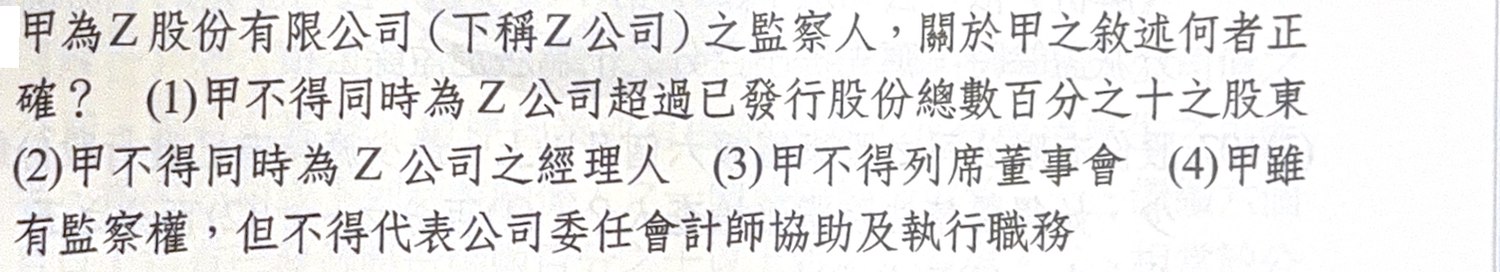 甲為Z股份有限公司(下稱Z公司)之監察人，關於甲之敘述何者正
確？ (1)甲不得同時為Z公司超過已發行股份總數百分之十之股東
(2)甲不得同時為Z公司之經理人 (3)甲不得列席董事會 (4)甲雖
有監察權，但不得代表公司委任會計師協助及執行職務